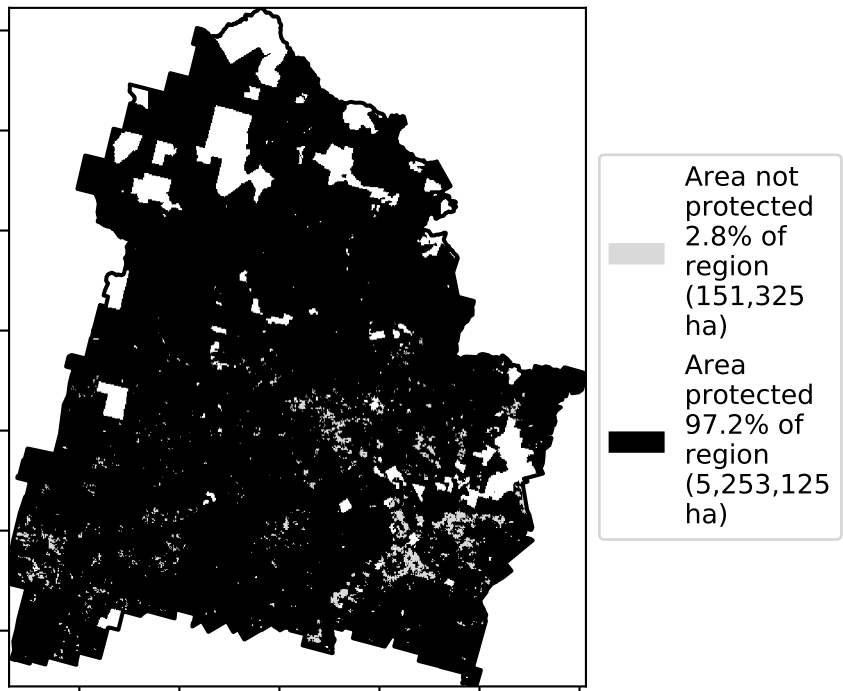 Area not
protected
2.8% of
region
(151,325
ha)
Area
protected
97.2% of
region
(5,253,125
ha)